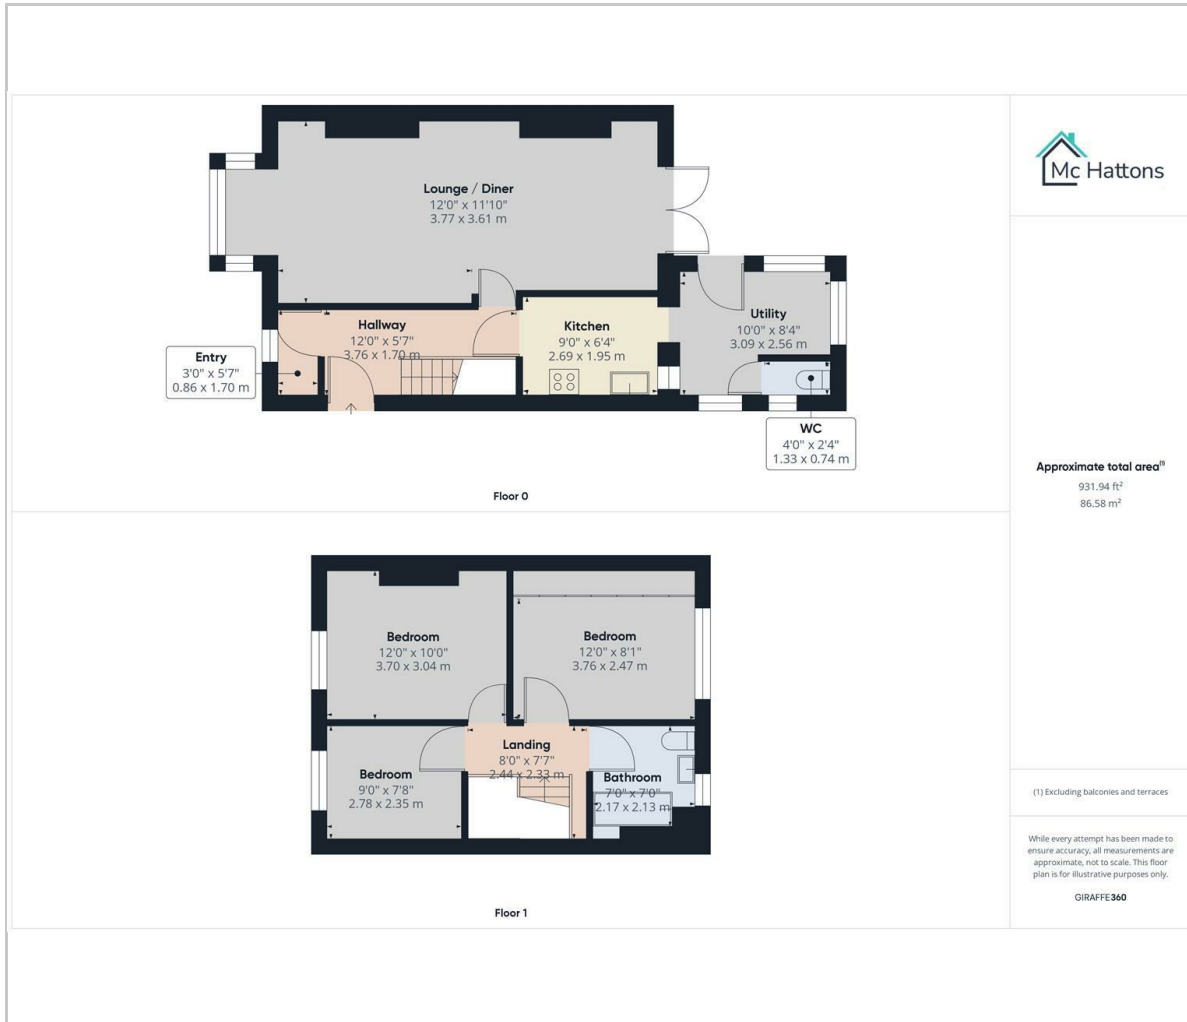 Mc Hattons
Lounge / Diner
12'0" x 11'10"
3.77 x 3.61 m
Hallway
12'0" x 5'7"
3.76 x 1.70 m
Kitchen
9'0" x 6'4"
2.69 x 1.95 m
Utility
10'0" x 8'4"
3.09 x 2.56 m
Entry
3'0" x 5'7"
0.86 x 1.70 m
WC
4'0" x 2'4"
1.33 x 0.74 m
Floor 0
Approximate total area(1)
931.94 ft²
86.58 m²
Bedroom
12'0" x 10'0"
3.70 x 3.04 m
Bedroom
12'0" x 8'1"
3.76 x 2.47 m
Landing
8'0" x 7'7"
2.44 x 2.33 m
Bedroom
9'0" x 7'8"
2.78 x 2.35 m
Bathroom
7'0" x 7'0"
2.17 x 2.13 m
Floor 1
(1) Excluding balconies and terraces
While every attempt has been made to
ensure accuracy, all measurements are
approximate, not to scale. This floor
plan is for illustrative purposes only.
GIRAFFE360